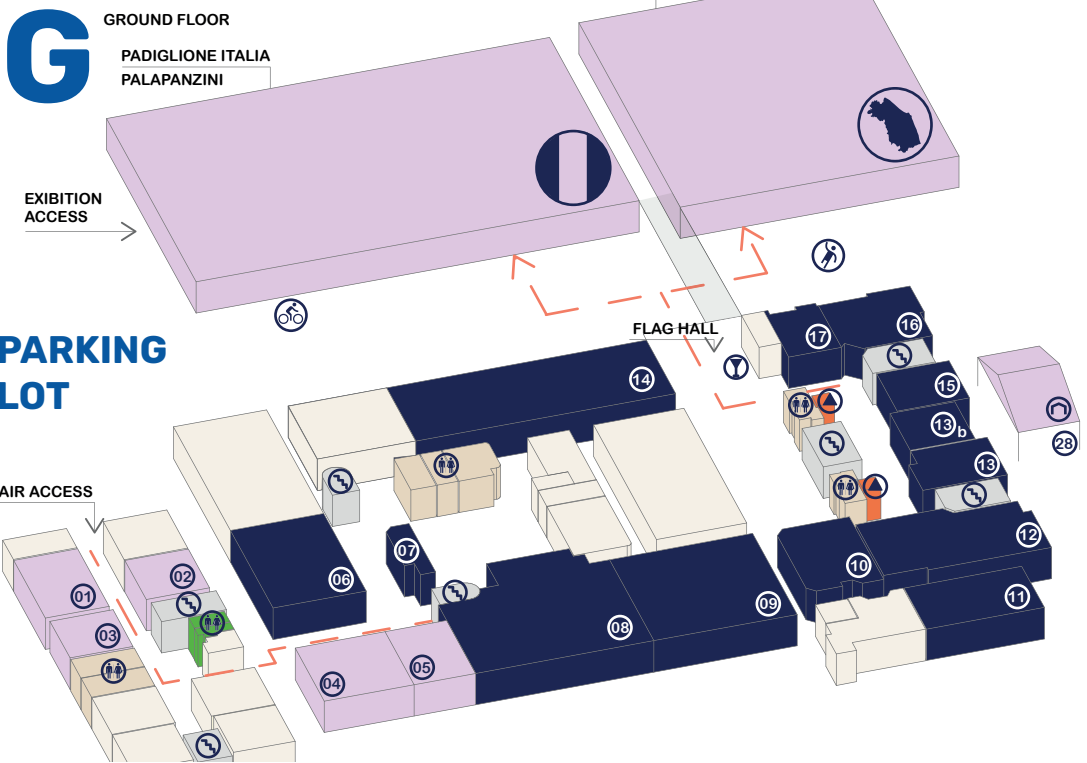 G
GROUND FLOOR
PADIGLIONE ITALIA
PALAPANZINI
EXIBITION
ACCESS
PARKING
LOT
FLAG HALL
17
16
14
15
13b
28
13
AIR ACCESS
12
07
06
02
10
01
11
09
08
03
05
04